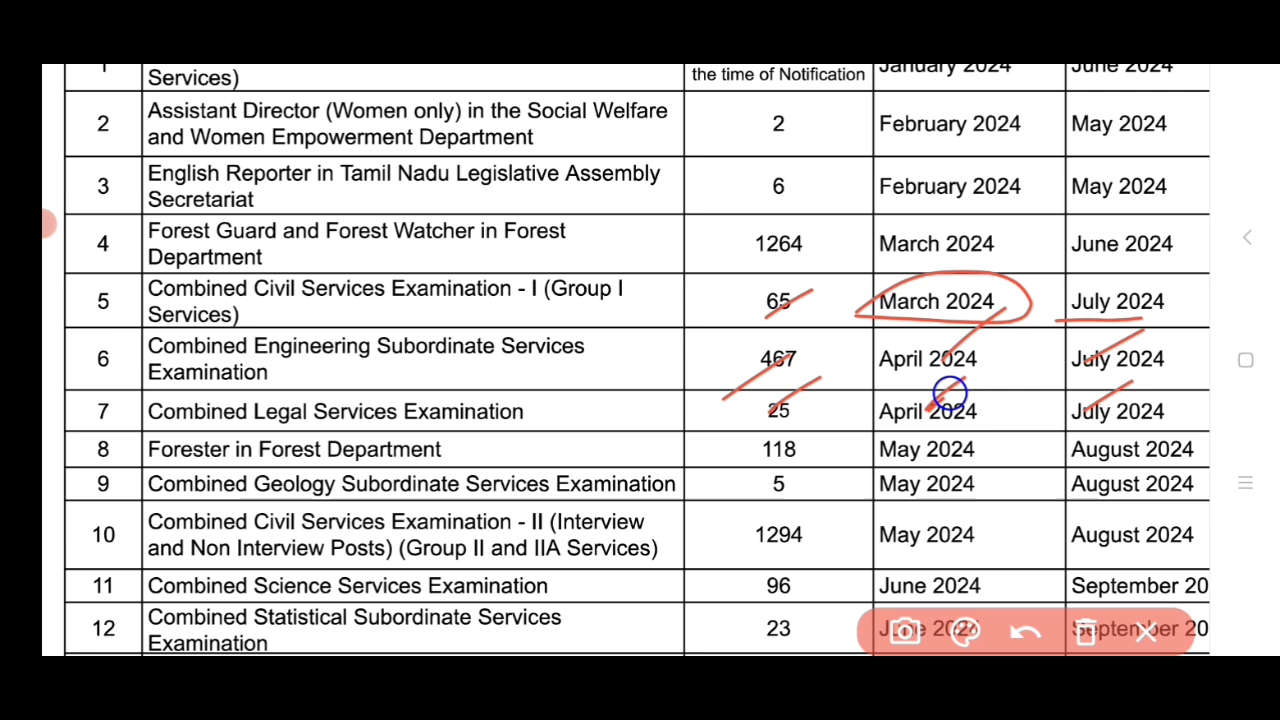 1
Services)
the time of Notification
January 2024
June 2024
2
Assistant Director (Women only) in the Social Welfare
and Women Empowerment Department
2
February 2024
May 2024
3
English Reporter in Tamil Nadu Legislative Assembly
Secretariat
6
February 2024
May 2024
4
Forest Guard and Forest Watcher in Forest
Department
1264
March 2024
June 2024
5
Combined Civil Services Examination - I (Group I
Services)
65
March 2024
July 2024
6
Combined Engineering Subordinate Services
Examination
467
April 2024
July 2024
7
Combined Legal Services Examination
25
April 2024
July 2024
8
Forester in Forest Department
118
May 2024
August 2024
9
Combined Geology Subordinate Services Examination
5
May 2024
August 2024
10
Combined Civil Services Examination - II (Interview
and Non Interview Posts) (Group II and IIA Services)
1294
May 2024
August 2024
11
Combined Science Services Examination
96
June 2024
September 20
12
Combined Statistical Subordinate Services
Examination
23
June 2024
September 20